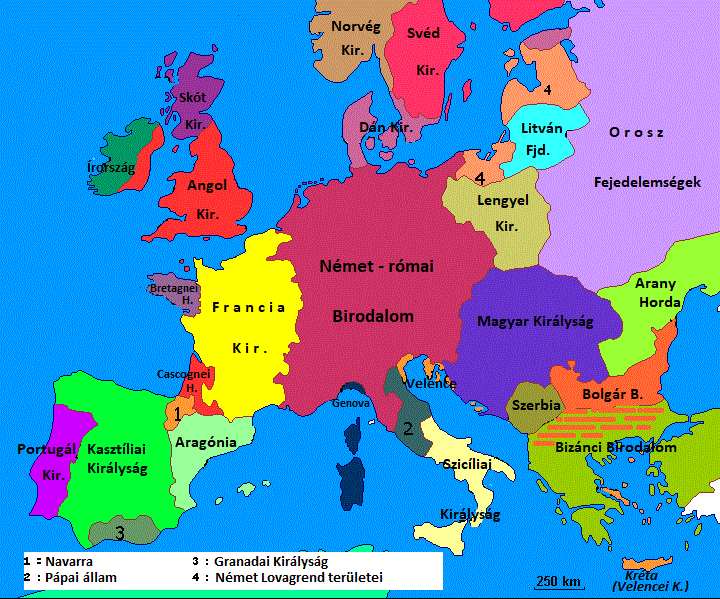 Norvég
Kir.
Svéd
Kir.
Skót
Kir.
Dán Kir.
4
Litván
Fjd.
Orosz
Fejedelemségek
Írország
Angol
Kir.
4
Lengyel
Kir.
Német - római
Birodalom
Bretagnei
H.
Francia
Kir.
Magyar Királyság
Arany
Horda
Cascognei
H.
Velence
Genova
Szerbia
Bolgár B.
1
2
Portugál
Kir.
Kasztíliai
Királyság
Aragónia
Szicíliai
Királyság
Bizánci Birodalom
3
1 = Navarra
2 : Pápai állam
3 : Granadai Királyság
4 : Német Lovagrend területei
250 km
Kréta
(Velencei K.)